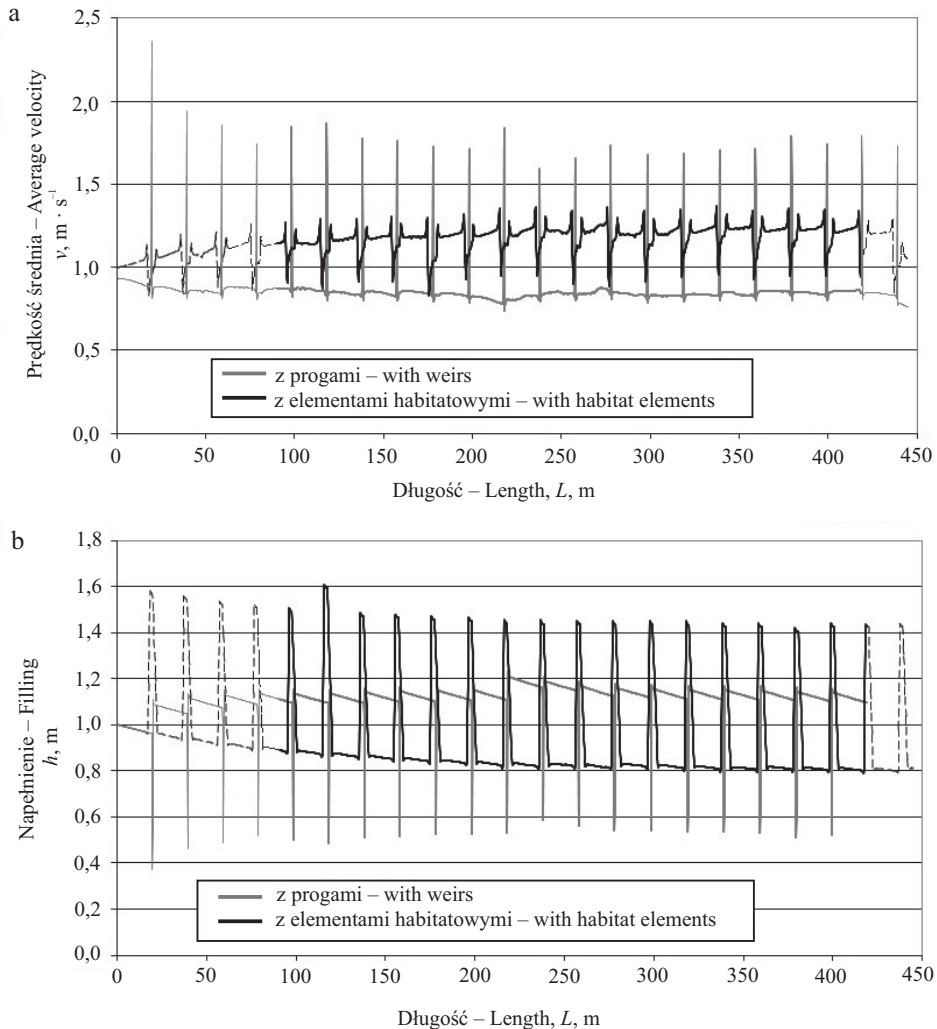 a
2,5
2,0
1,5
1,0
0,5
0,0
Prędkość średnia – Average velocity
v, m · s⁻¹
z progami – with weirs
z elementami habitatowymi – with habitat elements
0 50 100 150 200 250 300 350 400 450
Długość – Length, L, m
b
1,8
1,6
1,4
1,2
1,0
0,8
0,6
0,4
0,2
0,0
Napełnienie – Filling
h, m
z progami – with weirs
z elementami habitatowymi – with habitat elements
0 50 100 150 200 250 300 350 400 450
Długość – Length, L, m